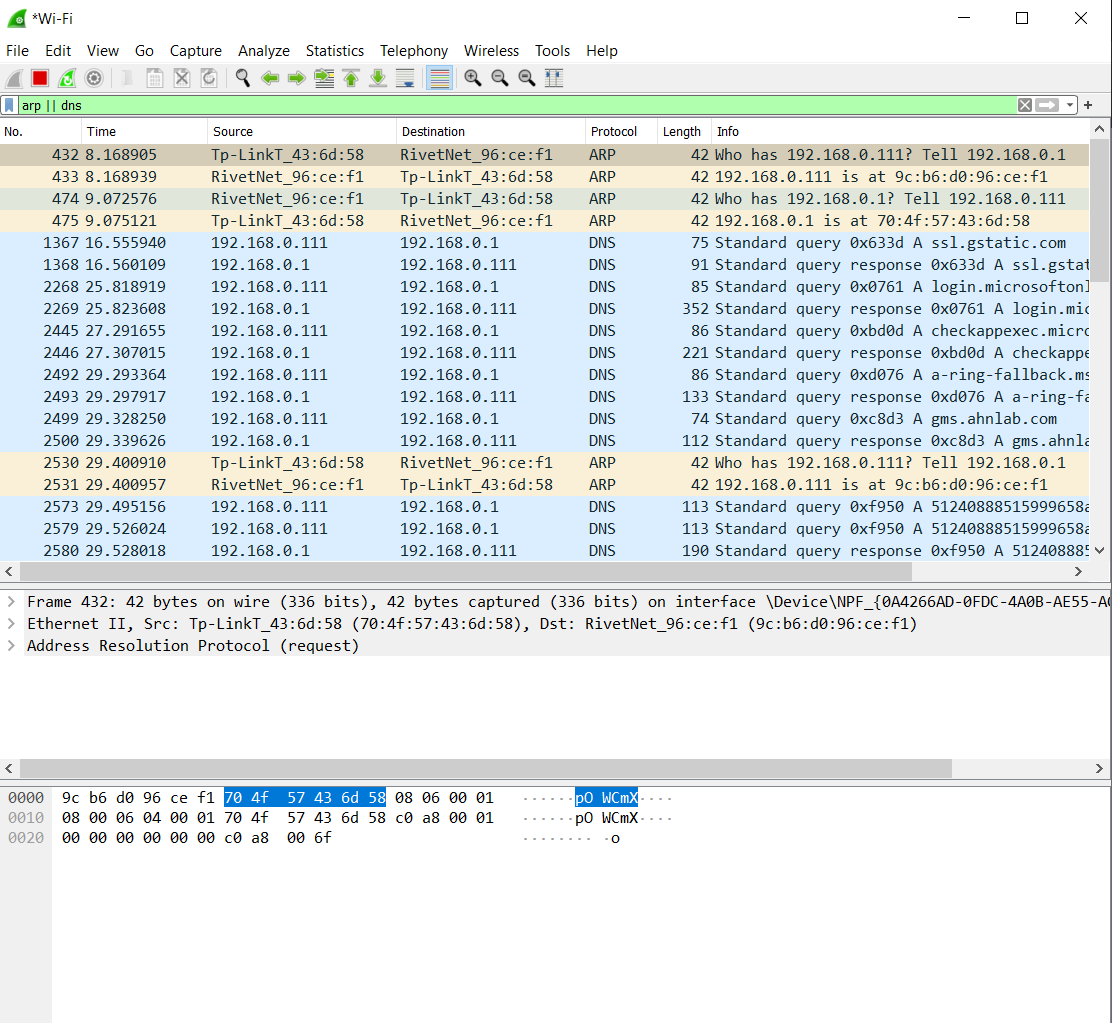 *Wi-Fi
File Edit View Go Capture Analyze Statistics Telephony Wireless Tools Help
arp || dns
No. Time Source Destination Protocol Length Info
432 8.168905 Tp-LinkT_43:6d:58 RivetNet_96:ce:f1 ARP 42 Who has 192.168.0.111? Tell 192.168.0.1
433 8.168939 RivetNet_96:ce:f1 Tp-LinkT_43:6d:58 ARP 42 192.168.0.111 is at 9c:b6:d0:96:ce:f1
474 9.072576 RivetNet_96:ce:f1 Tp-LinkT_43:6d:58 ARP 42 Who has 192.168.0.1? Tell 192.168.0.111
475 9.075121 Tp-LinkT_43:6d:58 RivetNet_96:ce:f1 ARP 42 192.168.0.1 is at 70:4f:57:43:6d:58
1367 16.555940 192.168.0.111 192.168.0.1 DNS 75 Standard query 0x633d A ssl.gstatic.com
1368 16.560109 192.168.0.1 192.168.0.111 DNS 91 Standard query response 0x633d A ssl.gstat
2268 25.818919 192.168.0.111 192.168.0.1 DNS 85 Standard query 0x0761 A login.microsoftonl
2269 25.823608 192.168.0.1 192.168.0.111 DNS 352 Standard query response 0x0761 A login.mic
2445 27.291655 192.168.0.111 192.168.0.1 DNS 86 Standard query 0xbd0d A checkappexec.micro
2446 27.307015 192.168.0.1 192.168.0.111 DNS 221 Standard query response 0xbd0d A checkappe
2492 29.293364 192.168.0.111 192.168.0.1 DNS 86 Standard query 0xd076 A a-ring-fallback.ms
2493 29.297917 192.168.0.1 192.168.0.111 DNS 133 Standard query response 0xd076 A a-ring-fa
2499 29.328250 192.168.0.111 192.168.0.1 DNS 74 Standard query 0xc8d3 A gms.ahnlab.com
2500 29.339626 192.168.0.1 192.168.0.111 DNS 112 Standard query response 0xc8d3 A gms.ahnla
2530 29.400910 Tp-LinkT_43:6d:58 RivetNet_96:ce:f1 ARP 42 Who has 192.168.0.111? Tell 192.168.0.1
2531 29.400957 RivetNet_96:ce:f1 Tp-LinkT_43:6d:58 ARP 42 192.168.0.111 is at 9c:b6:d0:96:ce:f1
2573 29.495156 192.168.0.111 192.168.0.1 DNS 113 Standard query 0xf950 A 51240888515999658a
2579 29.526024 192.168.0.111 192.168.0.1 DNS 113 Standard query 0xf950 A 51240888515999658a
2580 29.528018 192.168.0.1 192.168.0.111 DNS 190 Standard query response 0xf950 A 512408885
Frame 432: 42 bytes on wire (336 bits), 42 bytes captured (336 bits) on interface \Device\NPF_{0A4266AD-0FDC-4A0B-AE55-A
Ethernet II, Src: Tp-LinkT_43:6d:58 (70:4f:57:43:6d:58), Dst: RivetNet_96:ce:f1 (9c:b6:d0:96:ce:f1)
Address Resolution Protocol (request)
0000 9c b6 d0 96 ce f1 70 4f 57 43 6d 58 08 06 00 01 ······pO WCmX····
0010 08 00 06 04 00 01 70 4f 57 43 6d 58 c0 a8 00 01 ······pO WCmX····
0020 00 00 00 00 00 00 c0 a8 00 6f ········ ·o